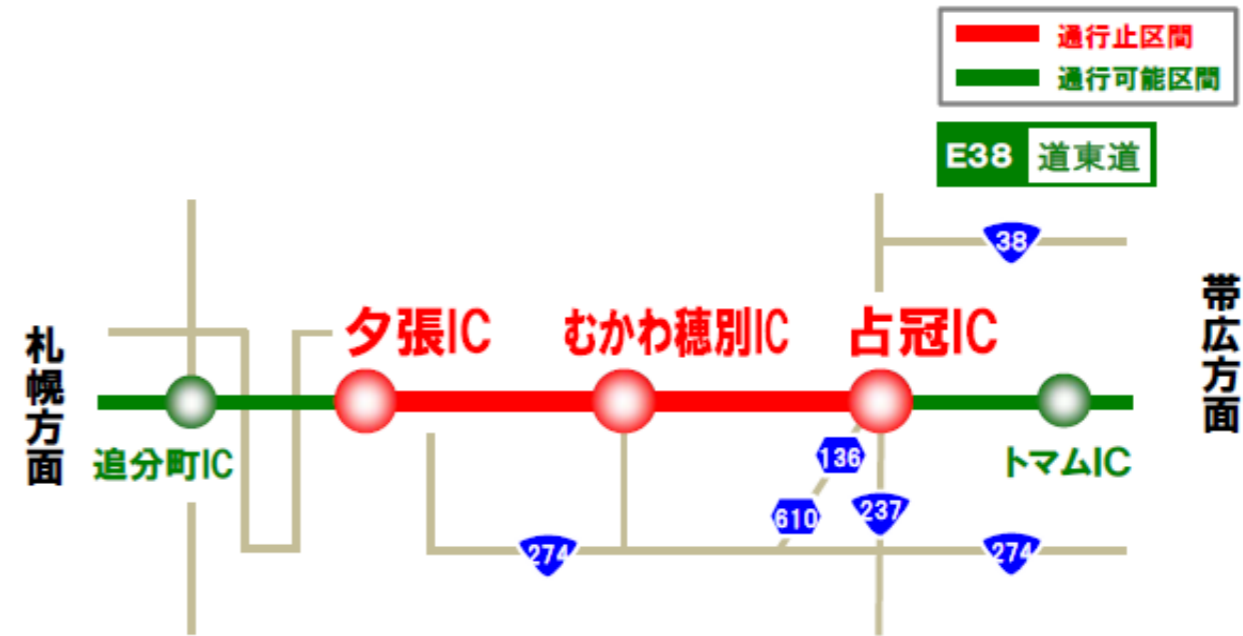 通行止区間
通行可能区間
E38 道東道
38
札幌方面
帯広方面
夕張IC
むかわ穂別IC
占冠IC
追分町IC
トマムIC
136
610
237
274
274